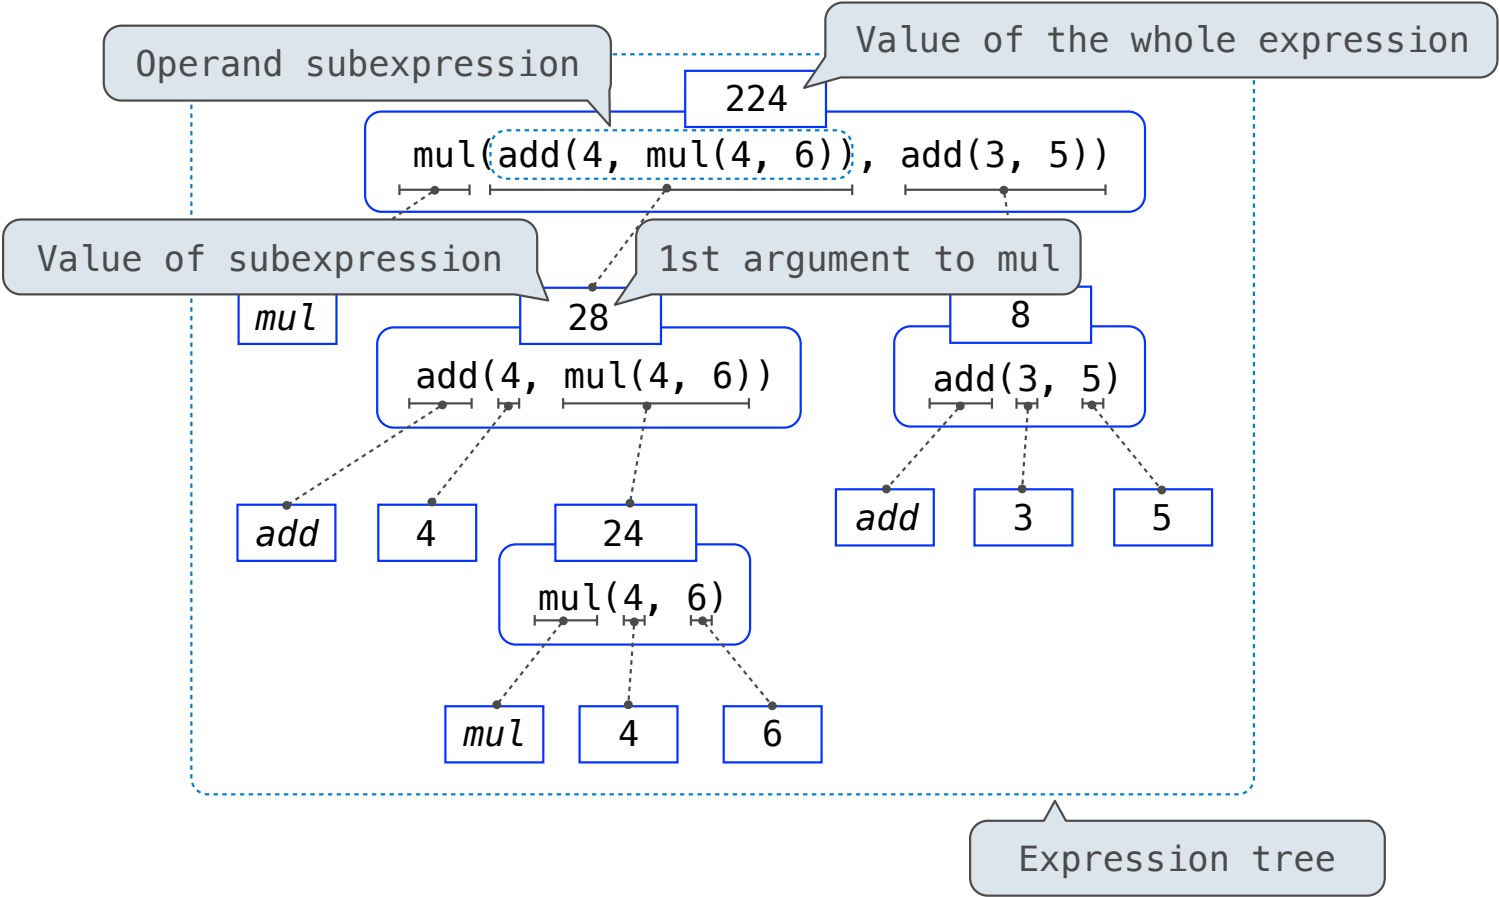 Value of the whole expression
Operand subexpression
224
mul(add(4, mul(4, 6)), add(3, 5))
Value of subexpression
1st argument to mul
mul
28
8
add(4, mul(4, 6))
add(3, 5)
add
4
24
add
3
5
mul(4, 6)
mul
4
6
Expression tree